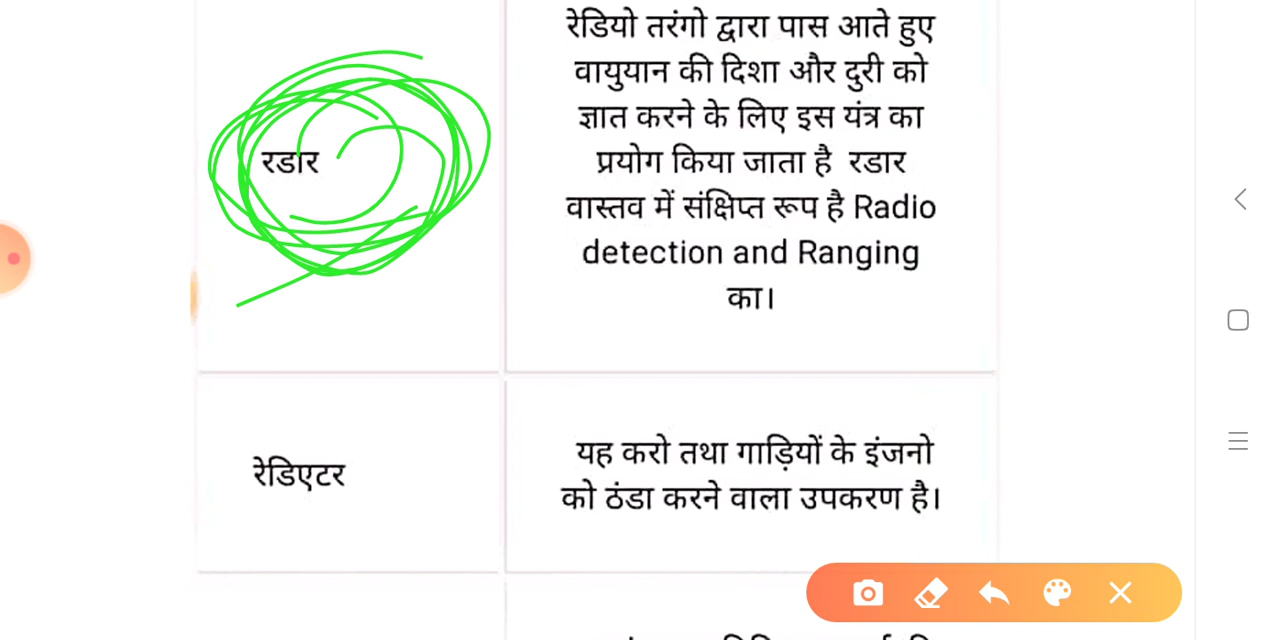 रेडियो तरंगो द्वारा पास आते हुए
वायुयान की दिशा और दुरी को
ज्ञात करने के लिए इस यंत्र का
प्रयोग किया जाता है रडार
वास्तव में संक्षिप्त रूप है Radio
detection and Ranging
का।
रडार
रेडिएटर
यह करो तथा गाड़ियों के इंजनो
को ठंडा करने वाला उपकरण है।